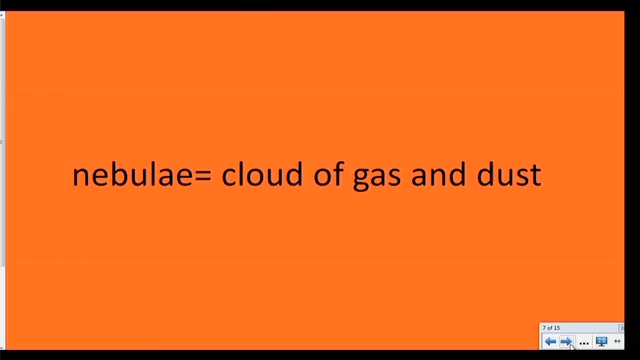 nebulae= cloud of gas and dust
7 of 15